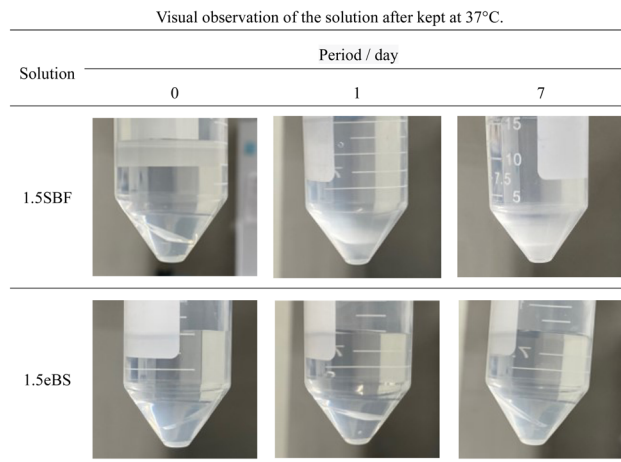 Visual observation of the solution after kept at 37°C.
Solution
Period / day
0
1
7
1.5SBF
15
10
7.5
5
1.5eBS